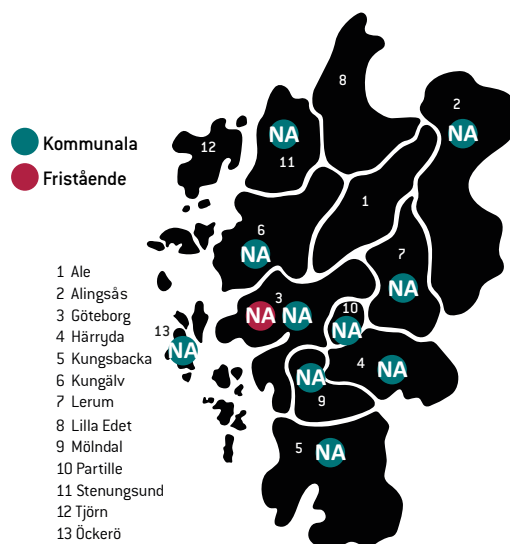 8
2
NA
NA
12
Kommunala
11
Fristående
1
6
7
NA
NA
1 Ale
2 Alingsås
3
10
3 Göteborg
NA
NA
NA
4 Härryda
13
NA
5 Kungsbacka
4
NA
6 Kungälv
NA
7 Lerum
9
8 Lilla Edet
9 Mölndal
5
NA
10 Partille
11 Stenungsund
12 Tjörn
13 Öckerö